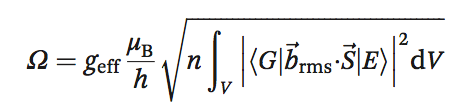 Ω = g_eff μ_B/h √(n ∫_V |⟨G|b⃗_rms·S⃗|E⟩|² dV)